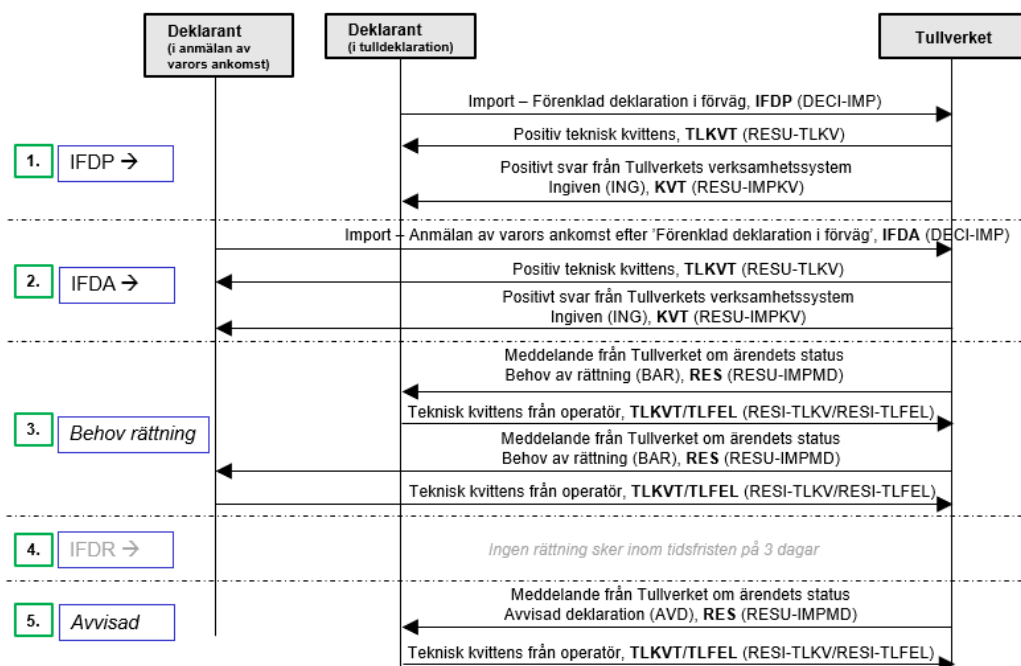 Deklarant
(i anmälan av
varors ankomst)
Deklarant
(i tulldeklaration)
Tullverket
Import – Förenklad deklaration i förväg, IFDP (DECI-IMP)
Positiv teknisk kvittens, TLKVT (RESU-TLKV)
1.
IFDP →
Positivt svar från Tullverkets verksamhetssystem
Ingiven (ING), KVT (RESU-IMPKV)
Import – Anmälan av varors ankomst efter 'Förenklad deklaration i förväg', IFDA (DECI-IMP)
Positiv teknisk kvittens, TLKVT (RESU-TLKV)
2.
IFDA →
Positivt svar från Tullverkets verksamhetssystem
Ingiven (ING), KVT (RESU-IMPKV)
Meddelande från Tullverket om ärendets status
Behov av rättning (BAR), RES (RESU-IMPMD)
Teknisk kvittens från operatör, TLKVT/TLFEL (RESI-TLKV/RESI-TLFEL)
3.
Behov rättning
Meddelande från Tullverket om ärendets status
Behov av rättning (BAR), RES (RESU-IMPMD)
Teknisk kvittens från operatör, TLKVT/TLFEL (RESI-TLKV/RESI-TLFEL)
4.
IFDR →
Ingen rättning sker inom tidsfristen på 3 dagar
Meddelande från Tullverket om ärendets status
Avvisad deklaration (AVD), RES (RESU-IMPMD)
5.
Avvisad
Teknisk kvittens från operatör, TLKVT/TLFEL (RESI-TLKV/RESI-TLFEL)